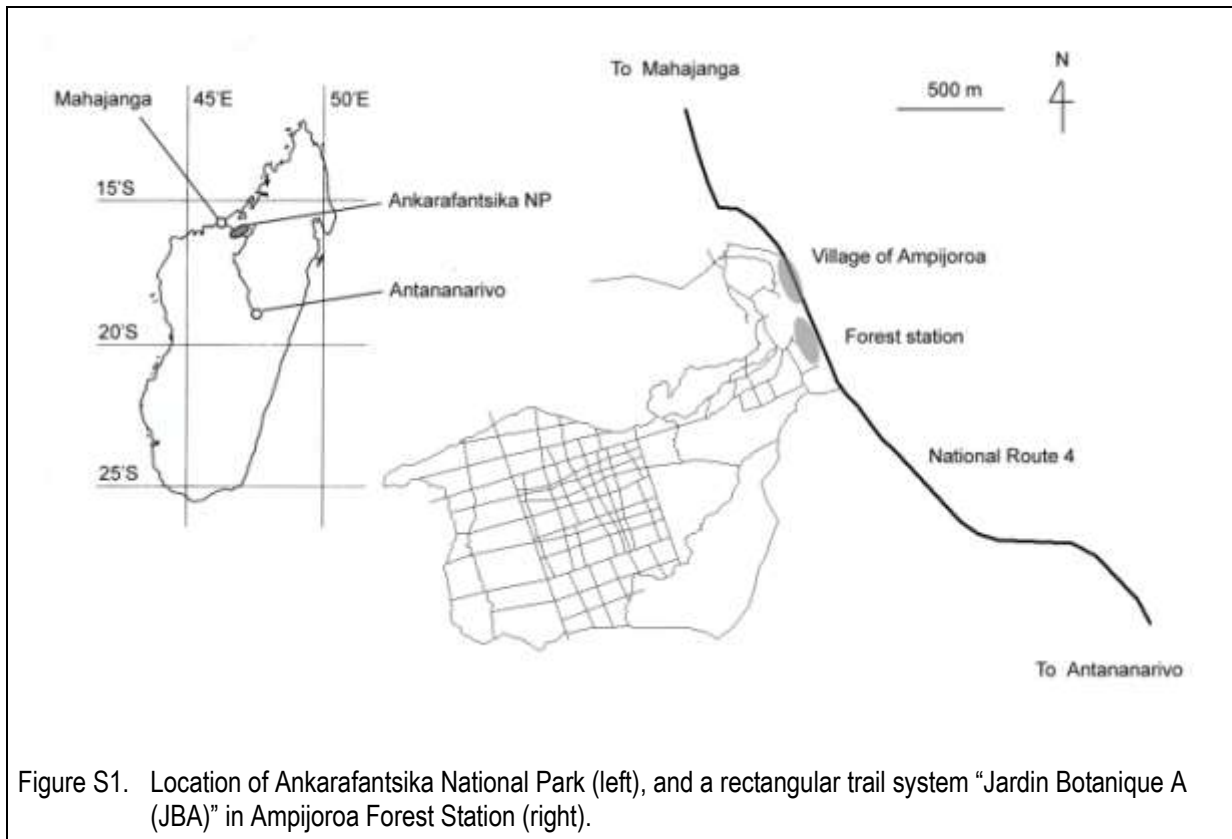 To Mahajanga
N
Mahajanga
45°E
50°E
500 m
15°S
Ankarafantsika NP
Village of Ampijoroa
Antananarivo
20°S
Forest station
National Route 4
25°S
To Antananarivo
Figure S1. Location of Ankarafantsika National Park (left), and a rectangular trail system “Jardin Botanique A
(JBA)” in Ampijoroa Forest Station (right).